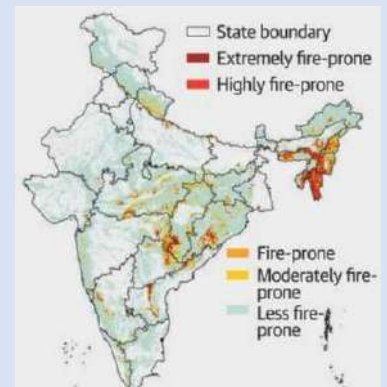 State boundary
Extremely fire-prone
Highly fire-prone
Fire-prone
Moderately fire-
prone
Less fire-
prone